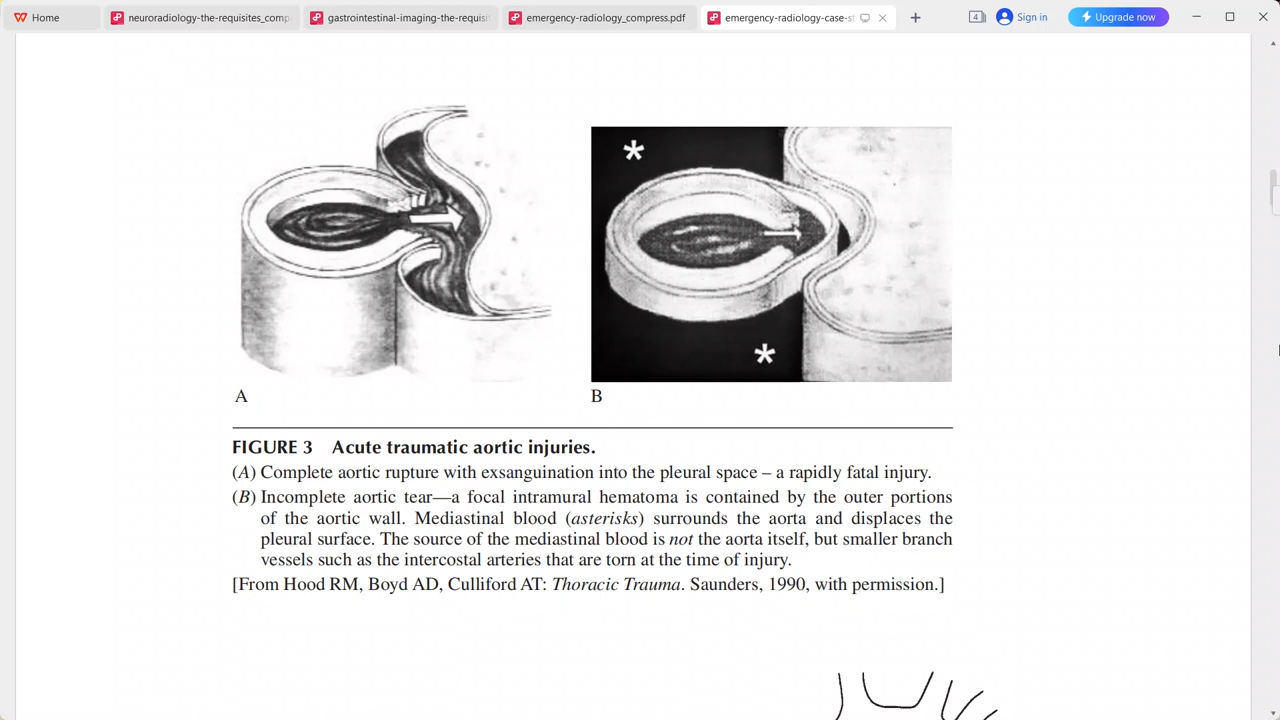 Home
neuroradiology-the-requisites_comp
gastrointestinal-imaging-the-requisit
emergency-radiology_compress.pdf
emergency-radiology-case-st
4
Sign in
Upgrade now
*
*
A
B
FIGURE 3 Acute traumatic aortic injuries.
(A) Complete aortic rupture with exsanguination into the pleural space – a rapidly fatal injury.
(B) Incomplete aortic tear—a focal intramural hematoma is contained by the outer portions
of the aortic wall. Mediastinal blood (asterisks) surrounds the aorta and displaces the
pleural surface. The source of the mediastinal blood is not the aorta itself, but smaller branch
vessels such as the intercostal arteries that are torn at the time of injury.
[From Hood RM, Boyd AD, Culliford AT: Thoracic Trauma. Saunders, 1990, with permission.]